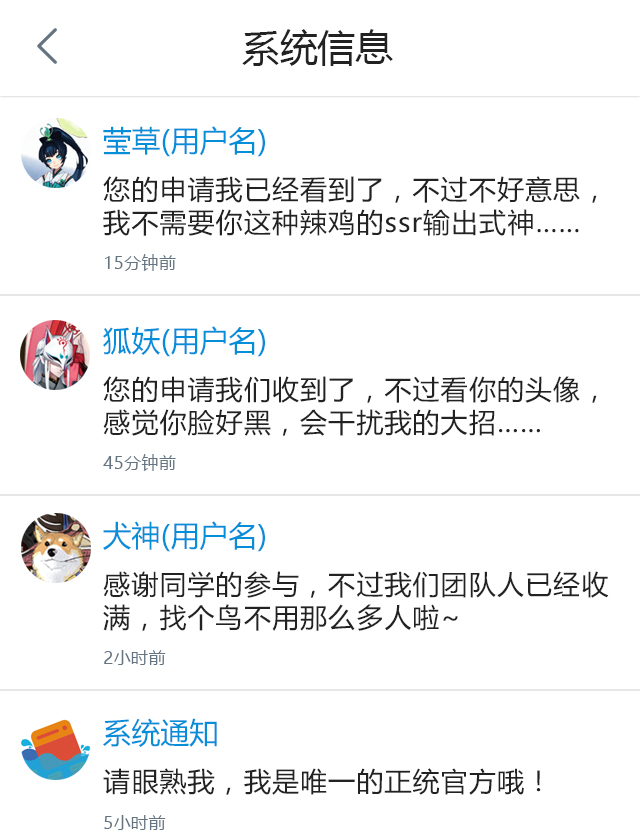 系统信息
莹草(用户名)
您的申请我已经看到了，不过不好意思，
我不需要你这种辣鸡的ssr输出式神……
15分钟前
狐妖(用户名)
您的申请我们收到了，不过看你的头像，
感觉你脸好黑，会干扰我的大招……
45分钟前
犬神(用户名)
感谢同学的参与，不过我们团队人已经收
满，找个鸟不用那么多人啦~
2小时前
系统通知
请眼熟我，我是唯一的正统官方哦！
5小时前